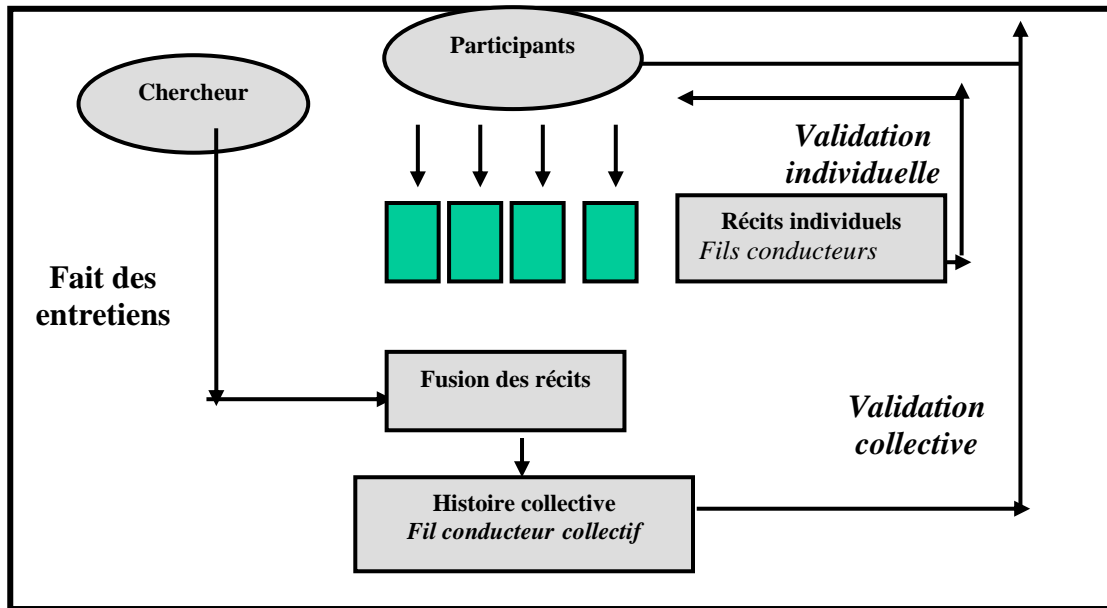 Participants
Chercheur
Validation
individuelle
Récits individuels
Fils conducteurs
Fait des
entretiens
Fusion des récits
Validation
collective
Histoire collective
Fil conducteur collectif